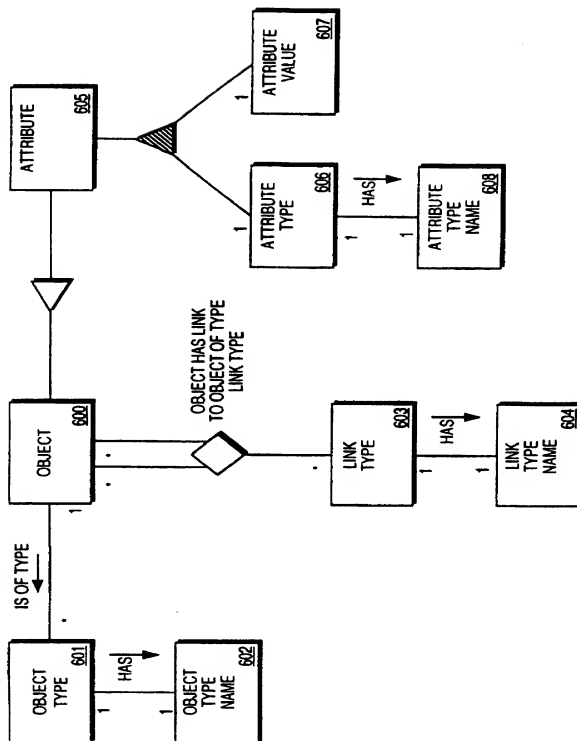 OBJECT
TYPE
601
IS OF TYPE
OBJECT
600
ATTRIBUTE
605
1
1
HAS
1
OBJECT
TYPE
NAME
602
OBJECT HAS LINK
TO OBJECT OF TYPE
LINK TYPE
1
1
ATTRIBUTE
TYPE
606
ATTRIBUTE
VALUE
607
LINK
TYPE
603
1
HAS
1
LINK
TYPE
NAME
604
1
HAS
1
ATTRIBUTE
TYPE
NAME
608